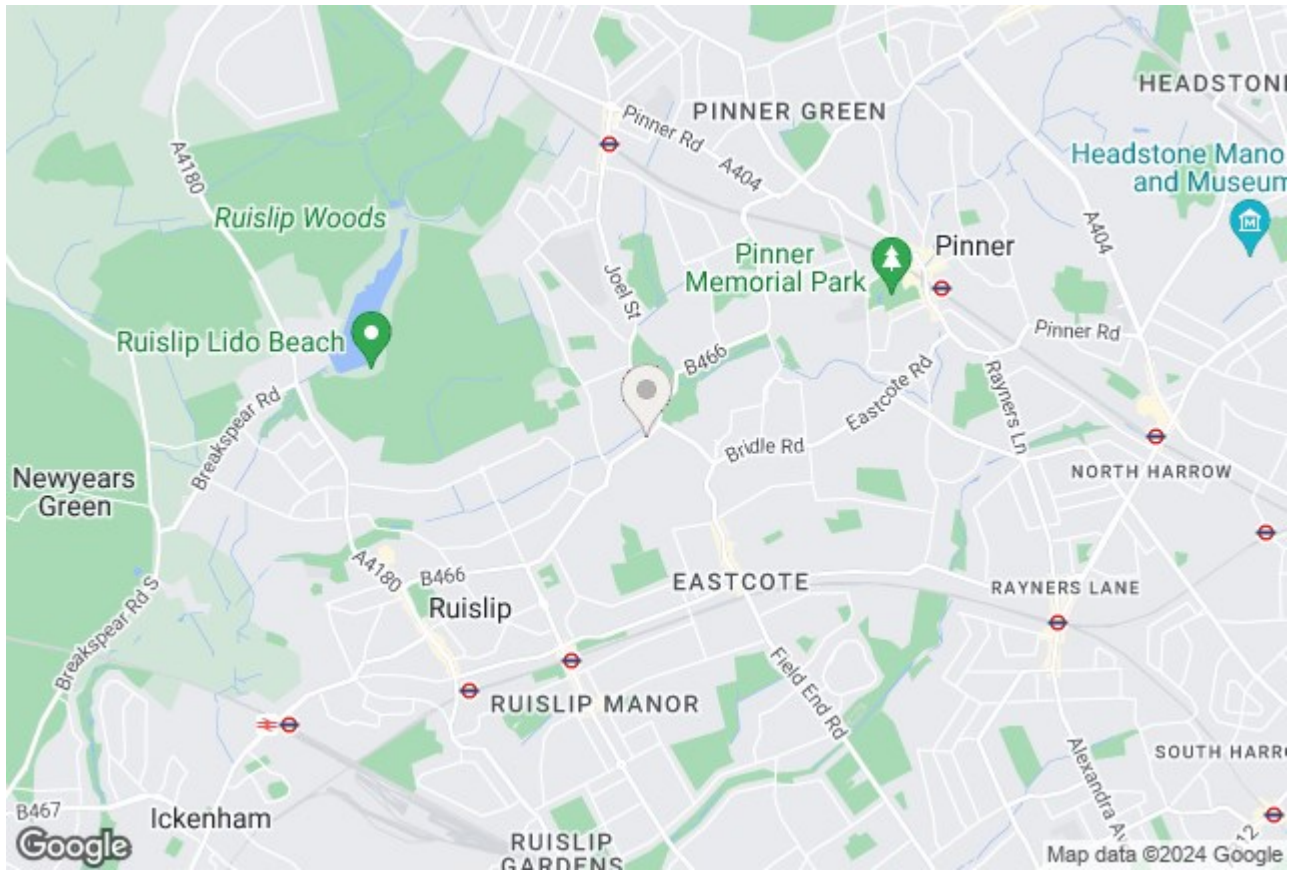 HEADSTON
PINNER GREEN
Pinner Rd
A404
A4180
Headstone Mano
and Museum
A404
Ruislip Woods
Pinner
Memorial Park
Pinner
Joel St
Ruislip Lido Beach
B466
Pinner Rd
Eastcote Rd
Rayners Ln
Breakspear Rd
Bridle Rd
Newyears
Green
NORTH HARROW
A4180
B466
EASTCOTE
RAYNERS LANE
Ruislip
Breakspear Rd S
Field End Rd
RUISLIP MANOR
Alexandra Av
SOUTH HARR
B467
Ickenham
Google
RUISLIP
GARDENS
Map data ©2024 Google